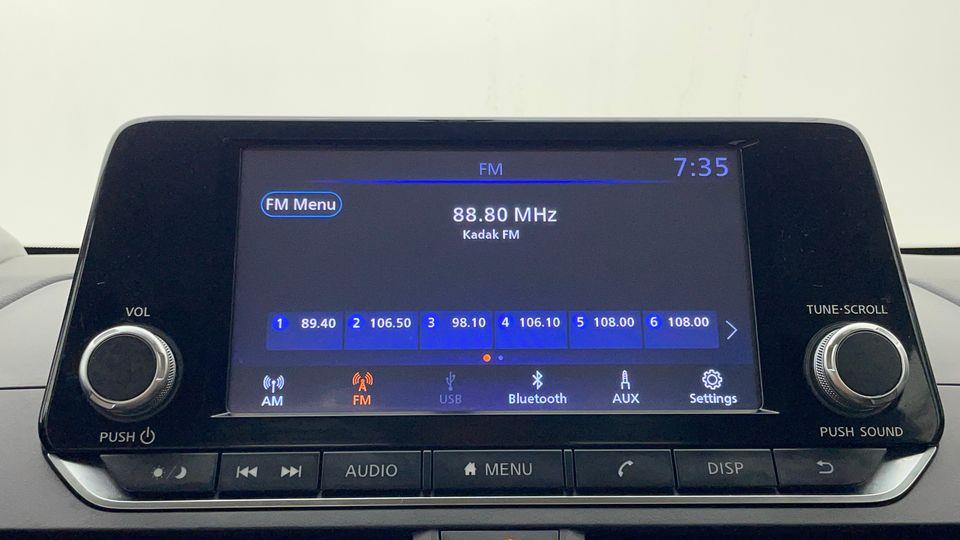 FM
7:35
FM Menu
88.80 MHz
Kadak FM
VOL
TUNE·SCROLL
1 89.40 2 106.50 3 98.10 4 106.10 5 108.00 6 108.00
AM FM USB Bluetooth AUX Settings
PUSH
PUSH SOUND
AUDIO MENU DISP